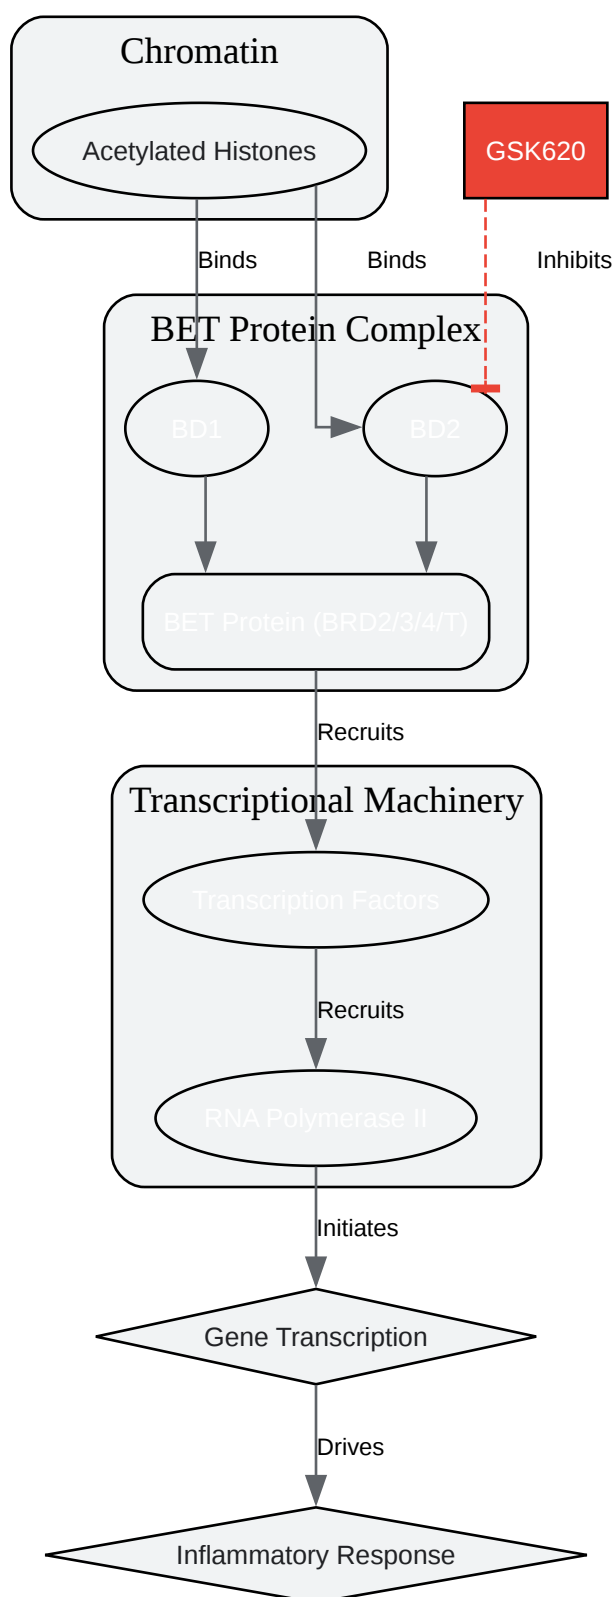 Chromatin
Acetylated Histones
GSK620
Binds
Binds
Inhibits
BET Protein Complex
BD1
BD2
BET Protein (BRD2/3/4/T)
Recruits
Transcriptional Machinery
Transcription Factors
Recruits
RNA Polymerase II
Initiates
Gene Transcription
Drives
Inflammatory Response